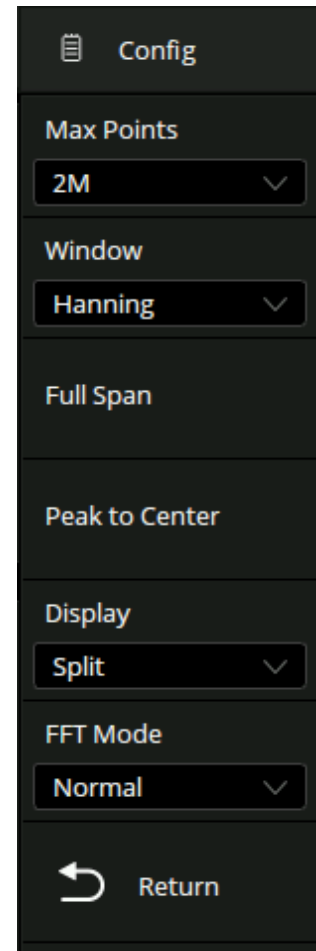 Config
Max Points
2M
Window
Hanning
Full Span
Peak to Center
Display
Split
FFT Mode
Normal
Return